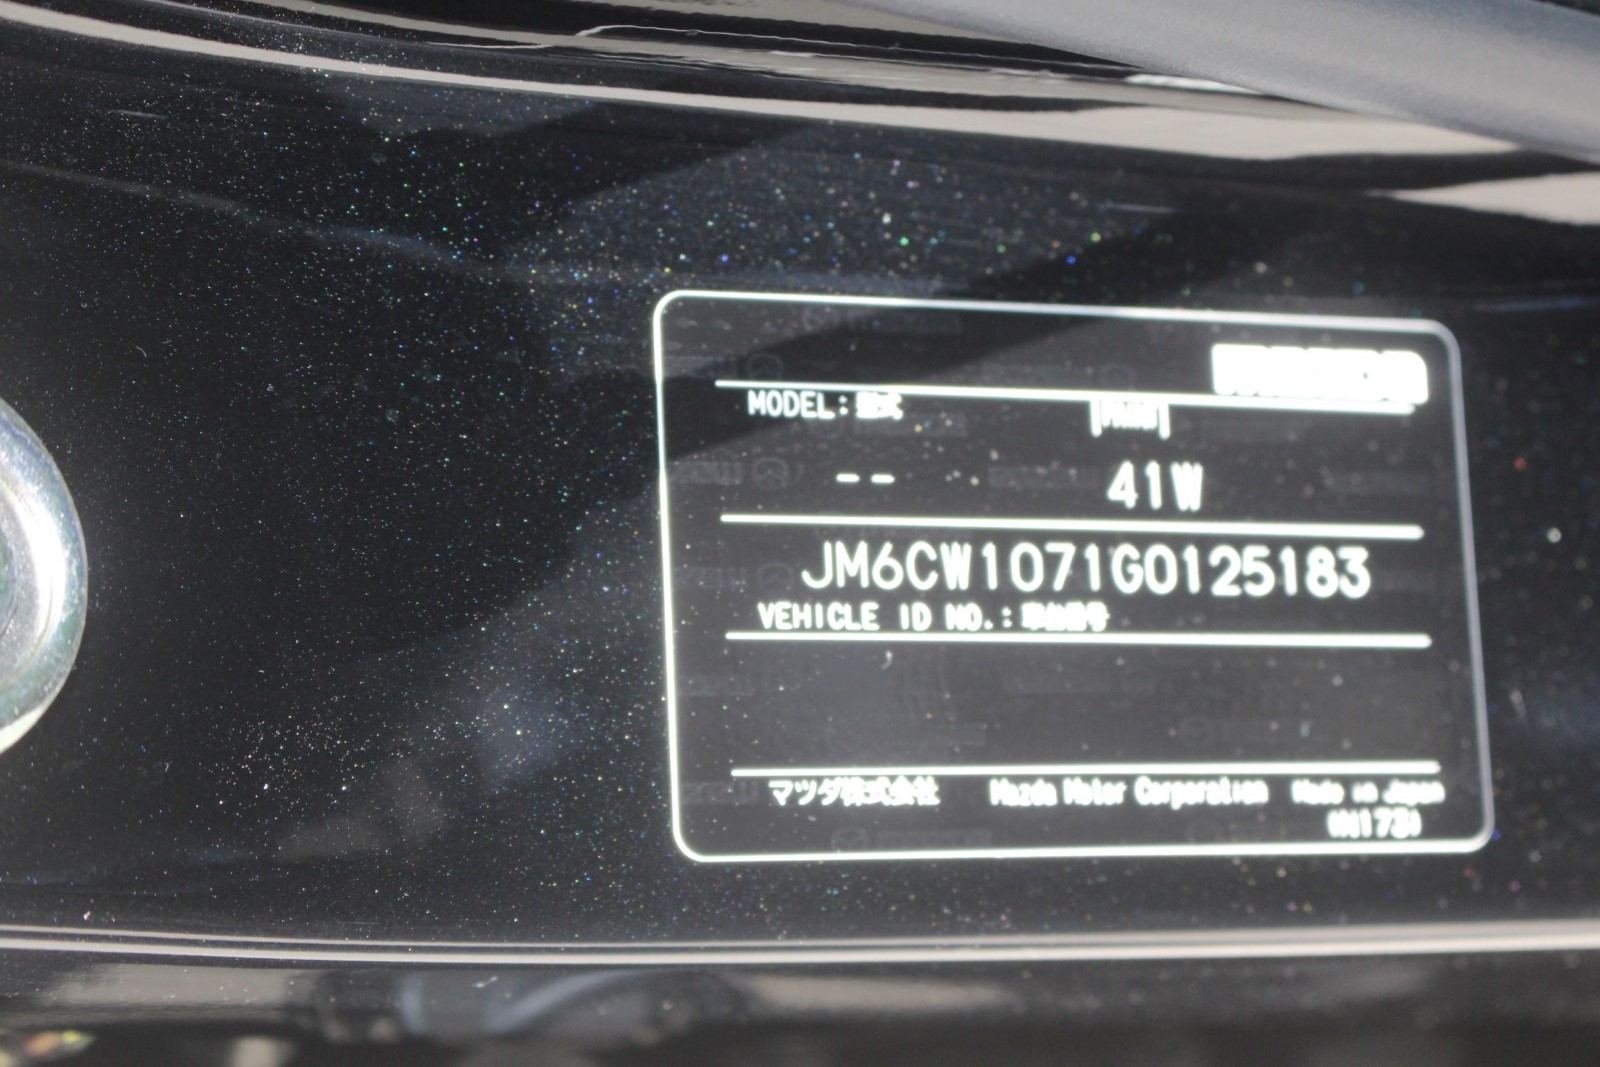 MODEL:型式
-- 41W
JM6CW1071G0125183
VEHICLE ID NO.:車台番号
マツダ株式会社 Mazda Motor Corporation Made in Japan
(N173)